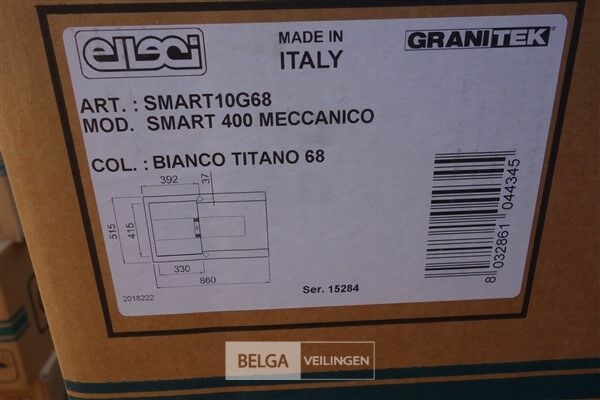 elleci
MADE IN
ITALY
GRANITEK
ART. : SMART10G68
MOD. SMART 400 MECCANICO
COL. : BIANCO TITANO 68
392
37
515
415
330
860
2018222
Ser. 15284
8 032861 044345
BELGA VEILINGEN